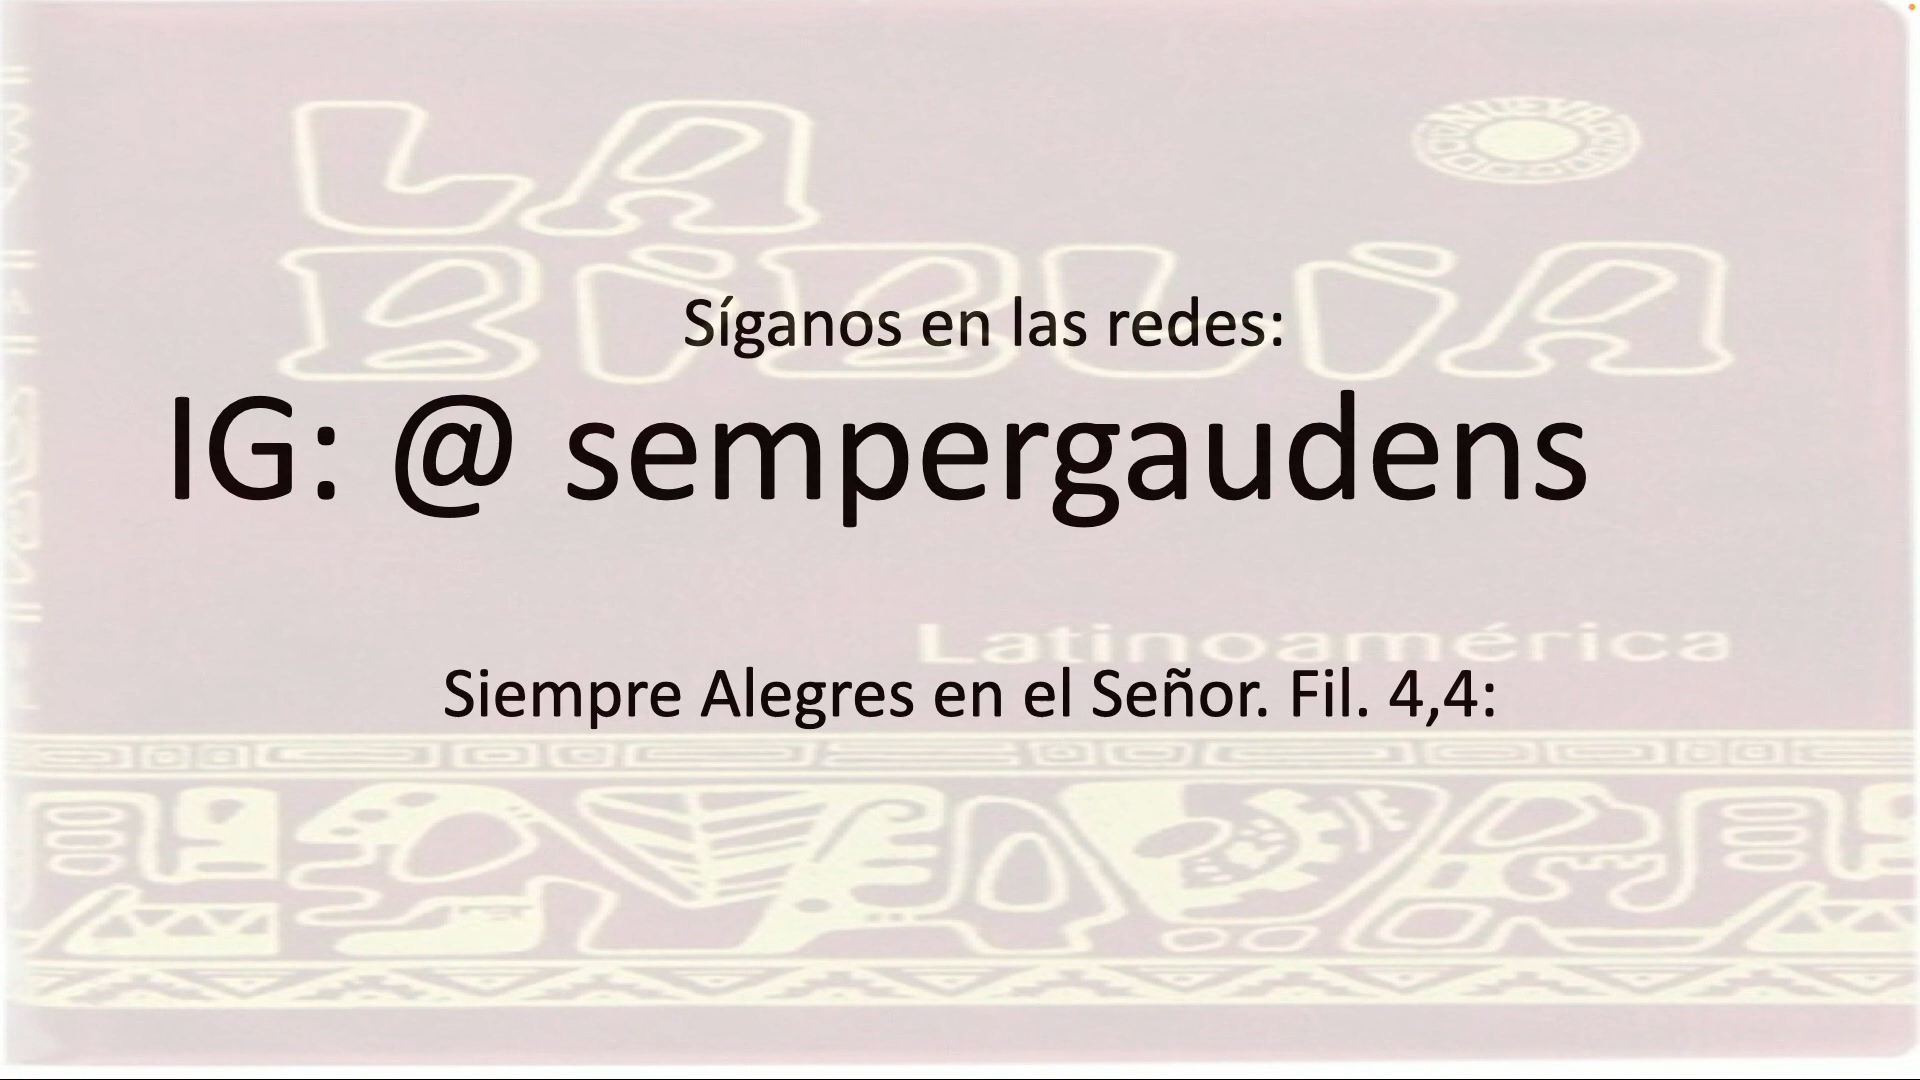 LA
BIBLIA
Síganos en las redes:
IG: @ sempergaudens
Latinoamérica
Siempre Alegres en el Señor. Fil. 4,4: